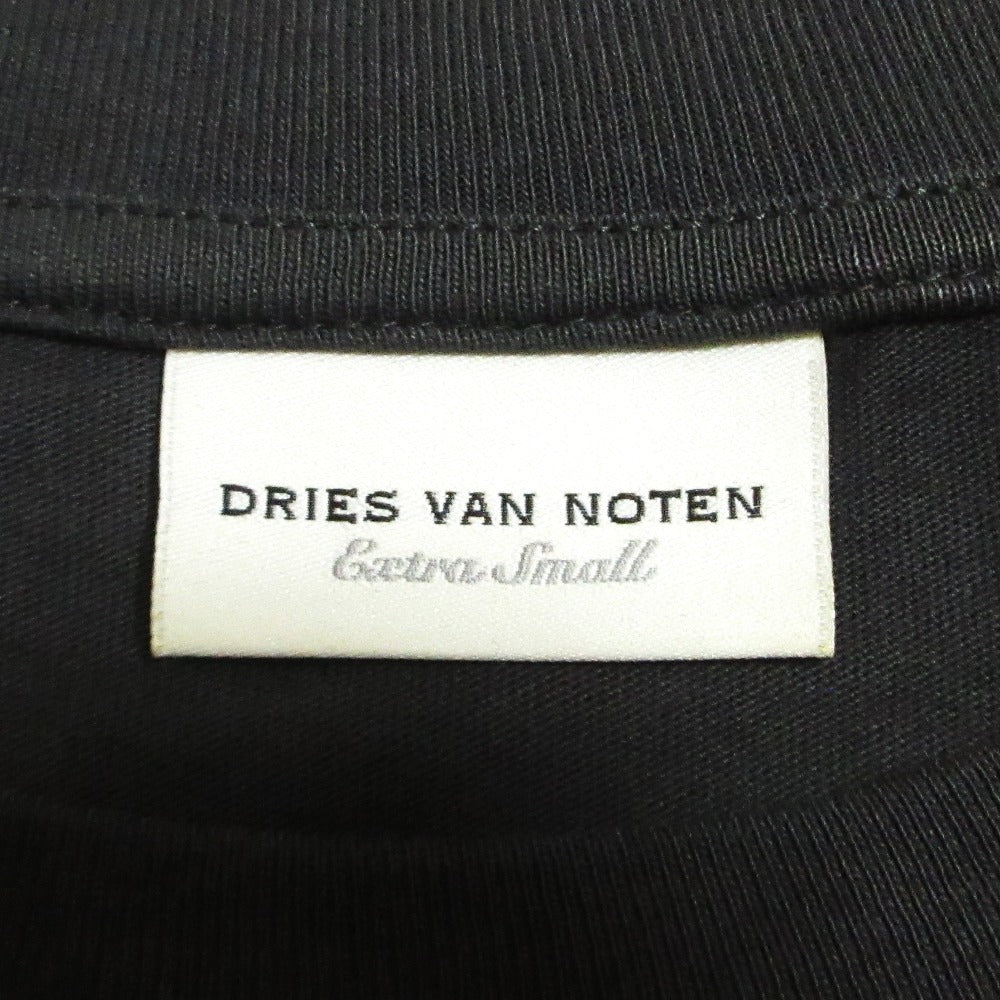 DRIES VAN NOTEN
Extra Small